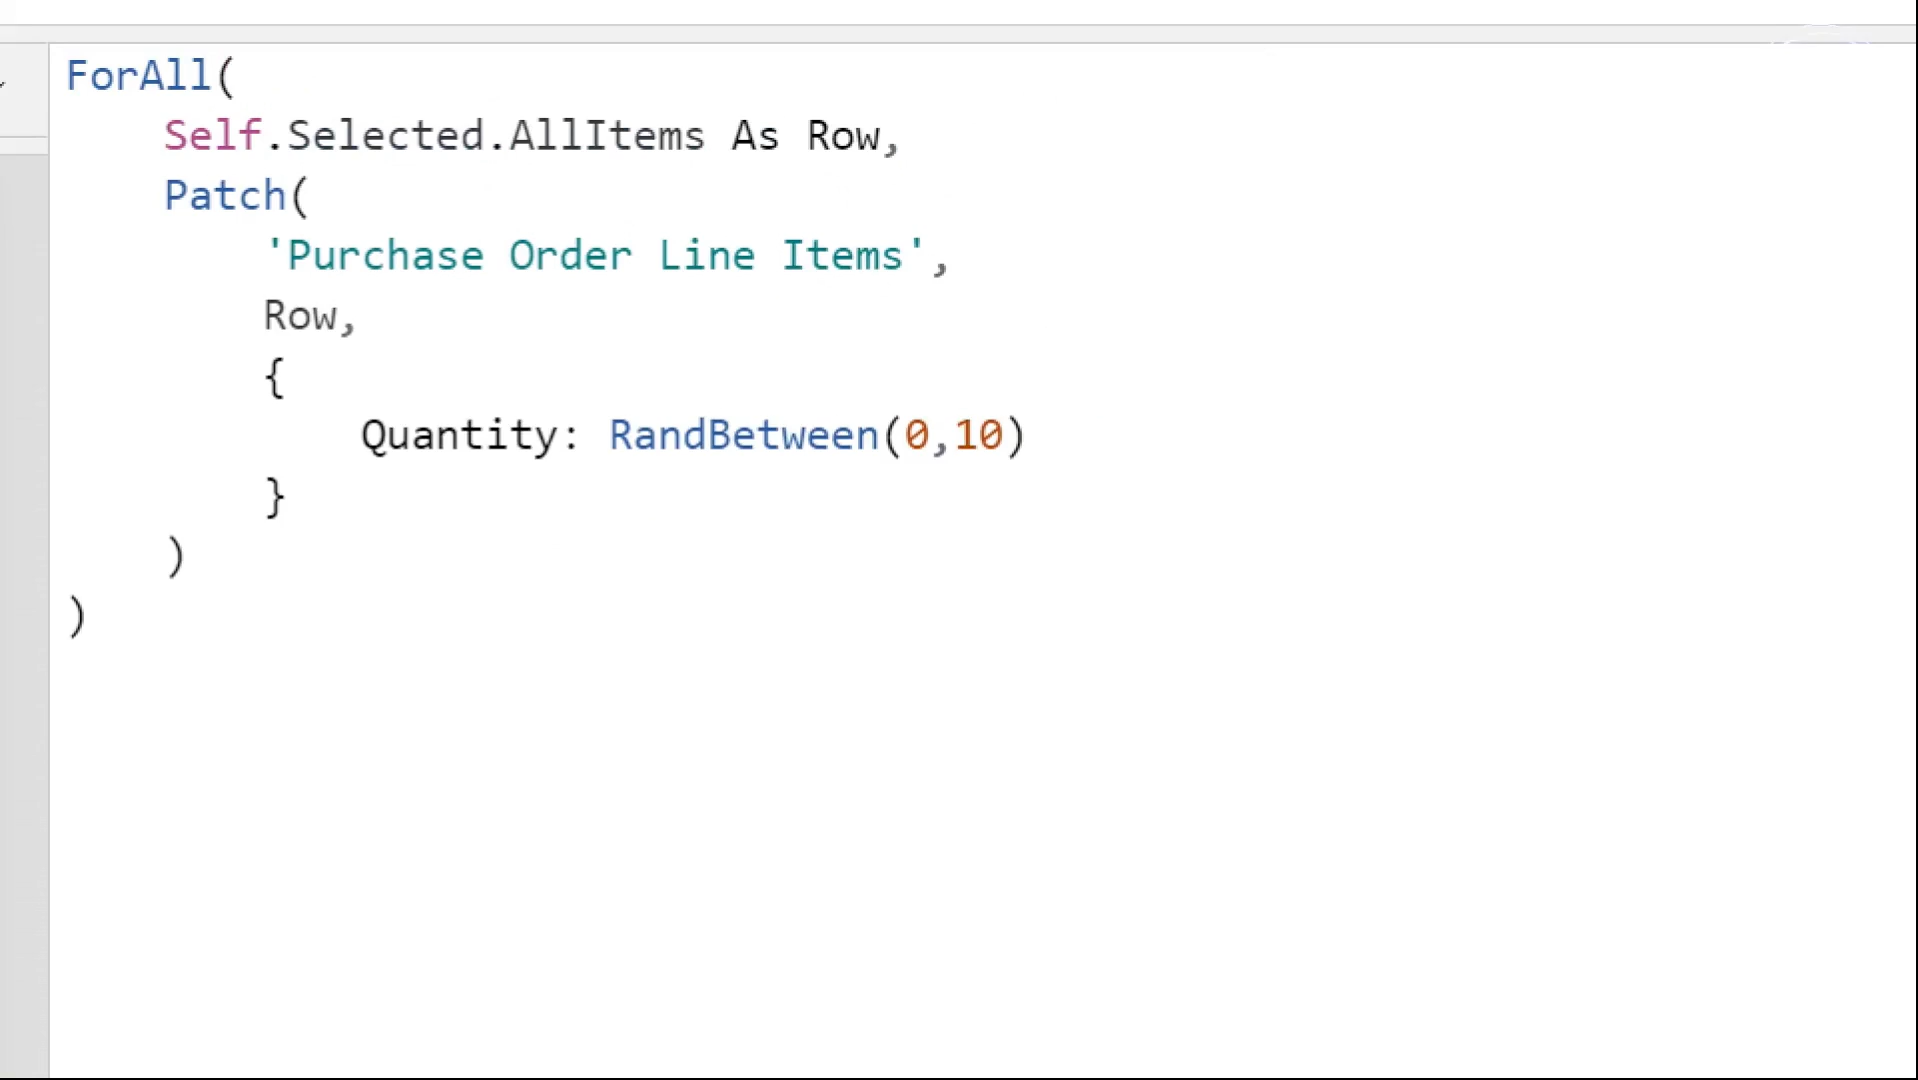 ForAll(
Self.Selected.AllItems As Row,
Patch(
'Purchase Order Line Items',
Row,
{
Quantity: RandBetween(0,10)
}
)
)